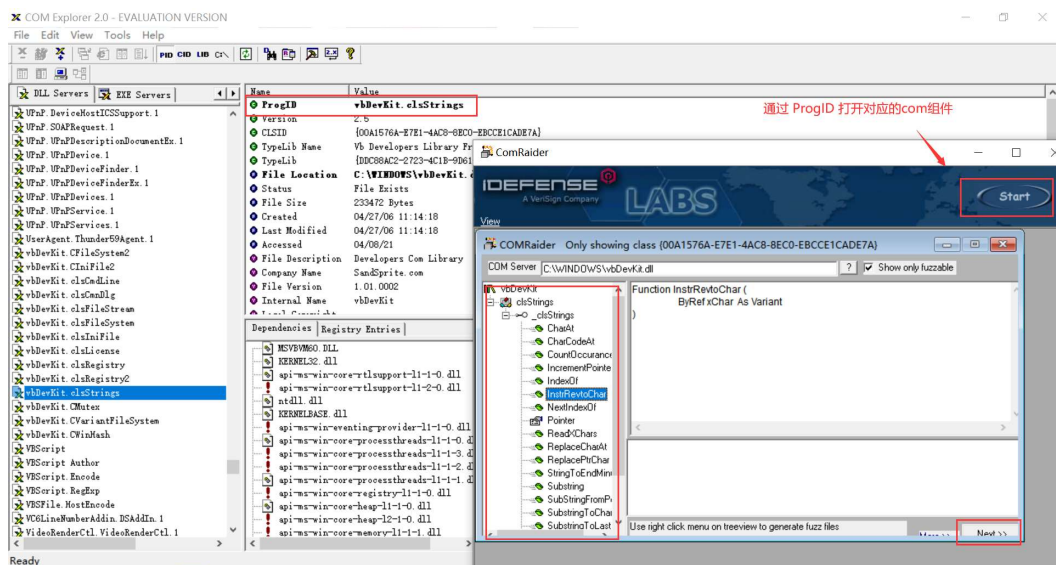 COM Explorer 2.0 - EVALUATION VERSION
File Edit View Tools Help
PID CID LIB C:\
DLL Servers EXE Servers
UPnP.DeviceHostICSSupport.1
UPnP.SOAPRequest.1
UPnP.UPnPDescriptionDocumentEx.1
UPnP.UPnPDevice.1
UPnP.UPnPDeviceFinder.1
UPnP.UPnPDeviceFinderEx.1
UPnP.UPnPDevices.1
UPnP.UPnPService.1
UPnP.UPnPServices.1
UserAgent.Thunder59Agent.1
vbDevKit.CFileSystem2
vbDevKit.CIniFile2
vbDevKit.clsCmdLine
vbDevKit.clsCmnDlg
vbDevKit.clsFileStream
vbDevKit.clsFileSystem
vbDevKit.clsIniFile
vbDevKit.clsLicense
vbDevKit.clsRegistry
vbDevKit.clsRegistry2
vbDevKit.clsStrings
vbDevKit.CMutex
vbDevKit.CVariantFileSystem
vbDevKit.CWinHash
VBScript
VBScript Author
VBScript.Encode
VBScript.RegExp
VBSFile.HostEncode
VC6LineNumberAddin.DSAddIn.1
VideoRenderCtl.VideoRenderCtl.1
Ready
Name Value
ProgID vbDevKit.clsStrings
Version 2.5
CLSID {00A1576A-E7E1-4AC8-8EC0-EBCCE1CADE7A}
TypeLib Name Vb Developers Library Fr
TypeLib {DDC88AC2-2723-4C1B-9D61
File Location C:\WINDOWS\vbDevKit.d
Status File Exists
File Size 233472 Bytes
Created 04/27/06 11:14:18
Last Modified 04/27/06 11:14:18
Accessed 04/08/21
File Description Developers Com Library
Company Name SandSprite.com
File Version 1.01.0002
Internal Name vbDevKit
Legal Copyright
Dependencies Registry Entries
MSVBVM60.DLL
KERNEL32.dll
api-ms-win-core-rtlsupport-l1-1-0.dll
api-ms-win-core-rtlsupport-l1-2-0.dll
ntdll.dll
KERNELBASE.dll
api-ms-win-eventing-provider-l1-1-0.dll
api-ms-win-core-processthreads-l1-1-0.d
api-ms-win-core-processthreads-l1-1-3.d
api-ms-win-core-processthreads-l1-1-2.d
api-ms-win-core-processthreads-l1-1-1.d
api-ms-win-core-registry-l1-1-0.dll
api-ms-win-core-heap-l1-1-0.dll
api-ms-win-core-heap-l2-1-0.dll
api-ms-win-core-memory-l1-1-1.dll
通过 ProgID 打开对应的com组件
ComRaider
IDEFENSE
A VeriSign Company
LABS
Start
View
COMRaider Only showing class {00A1576A-E7E1-4AC8-8EC0-EBCCE1CADE7A}
COM Server C:\WINDOWS\vbDevKit.dll ? Show only fuzzable
vbDevKit
clsStrings
_clsStrings
CharAt
CharCodeAt
CountOccurance
IncrementPointe
IndexOf
InstrRevtoChar
NextIndexOf
Pointer
ReadXChars
ReplaceCharAt
ReplacePtrChar
StringToEndMinu
Substring
SubStringFromPo
SubstringToChar
SubstringToLast
Function InstrRevtoChar (
ByRef xChar As Variant
)
Use right click menu on treeview to generate fuzz files
More >> Next >>